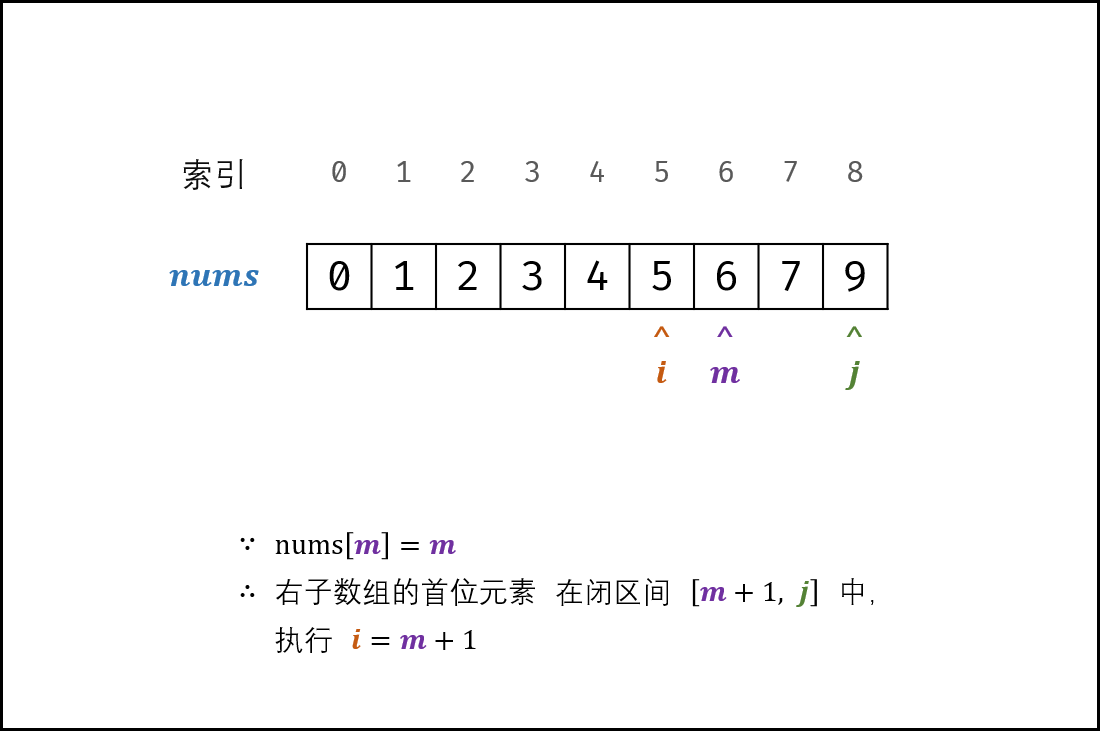 索引 0 1 2 3 4 5 6 7 8
nums 0 1 2 3 4 5 6 7 9
^ ^ ^
i m j
∵ nums[m] = m
∴ 右子数组的首位元素 在闭区间 [m + 1, j] 中,
执行 i = m + 1